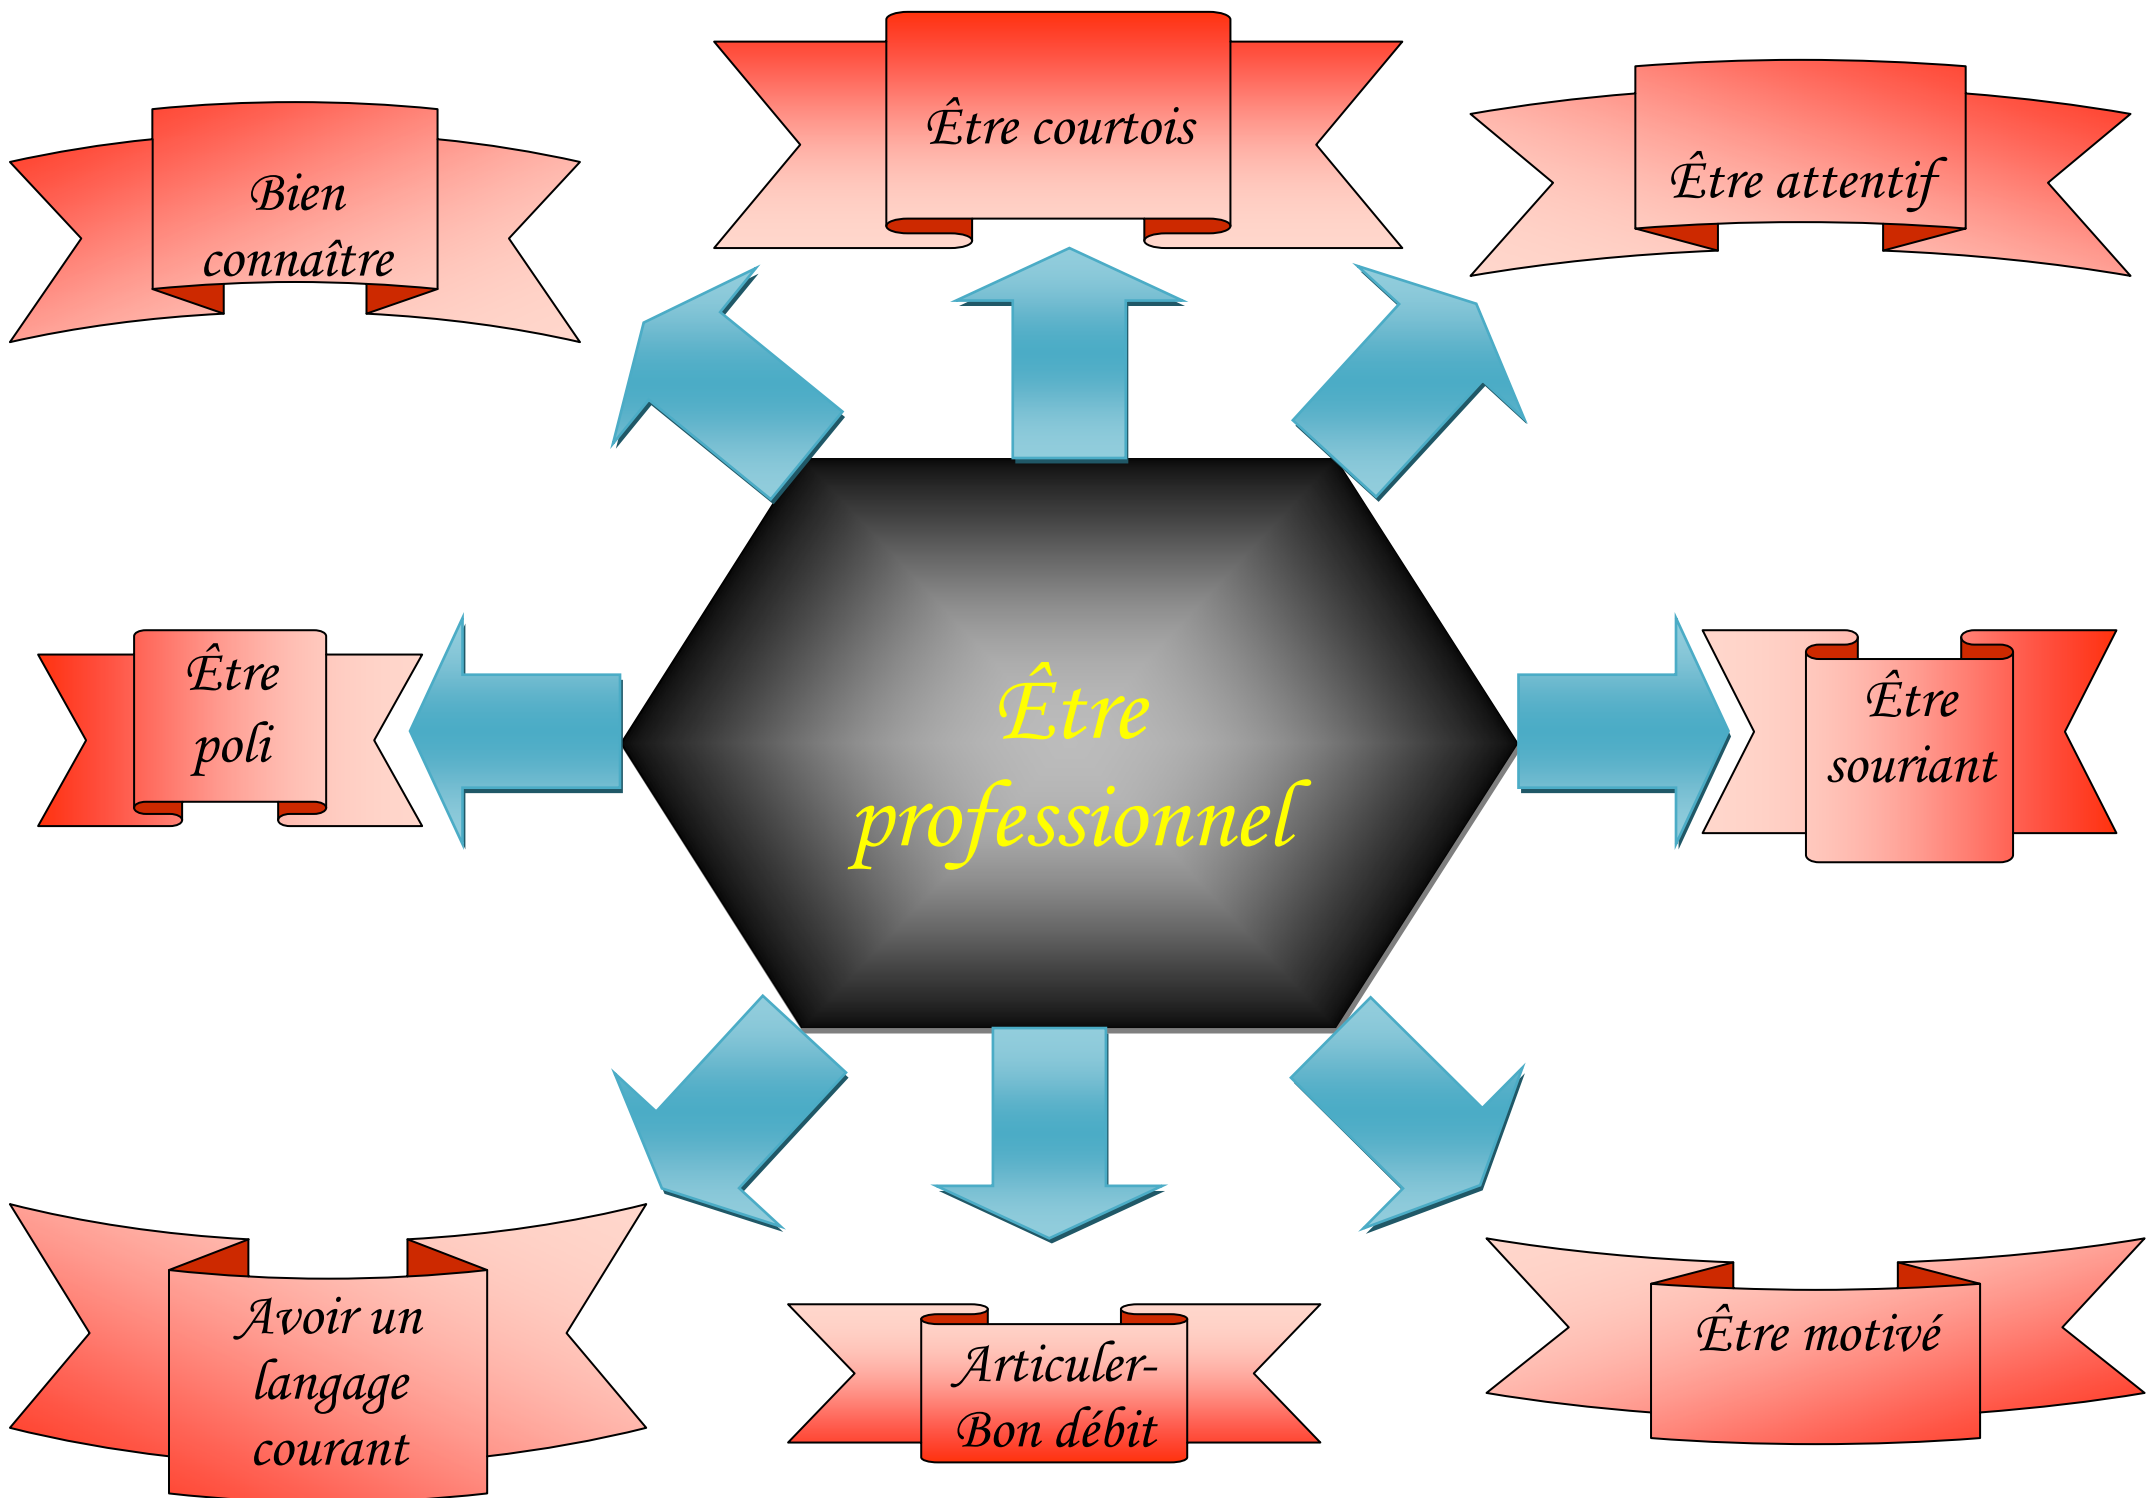 Être courtois
Être attentif
Bien
connaître
Être
poli
Être
professionnel
Être
souriant
Avoir un
langage
courant
Articuler-
Bon débit
Être motivé